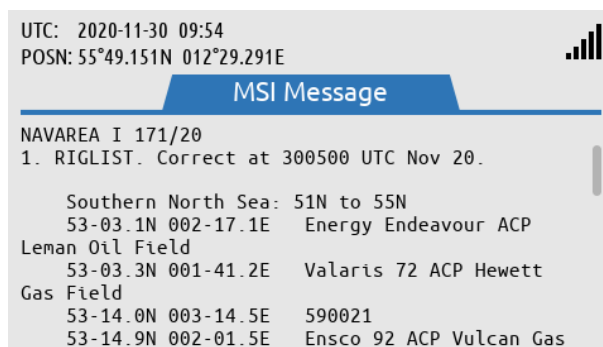 UTC: 2020-11-30 09:54
POSN: 55°49.151N 012°29.291E
MSI Message
NAVAREA I 171/20
1. RIGLIST. Correct at 300500 UTC Nov 20.
Southern North Sea: 51N to 55N
53-03.1N 002-17.1E Energy Endeavour ACP
Leman Oil Field
53-03.3N 001-41.2E Valaris 72 ACP Hewett
Gas Field
53-14.0N 003-14.5E 590021
53-14.9N 002-01.5E Ensco 92 ACP Vulcan Gas